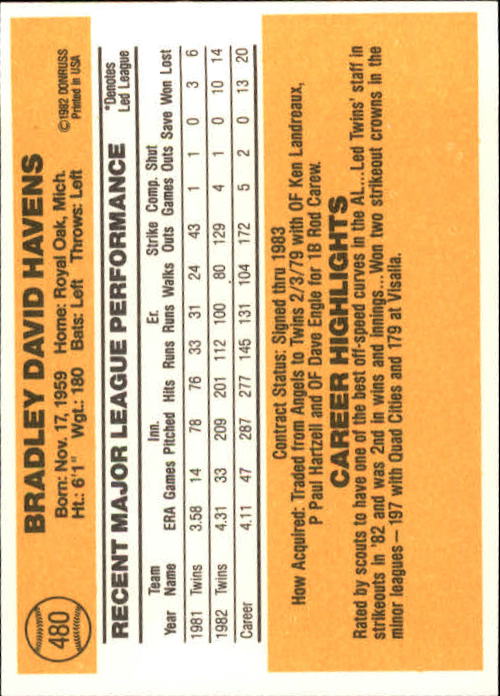 480
BRADLEY DAVID HAVENS
Born: Nov. 17, 1959 Home: Royal Oak, Mich.
Ht.: 6'1" Wgt.: 180 Bats: Left Throws: Left
©1982 DONRUSS
Printed in USA
RECENT MAJOR LEAGUE PERFORMANCE
*Denotes
Led League
Team Inn. Er. Strike Comp. Shut
Year Name ERA Games Pitched Hits Runs Runs Walks Outs Games Outs Save Won Lost
1981 Twins 3.58 14 78 76 33 31 24 43 1 1 0 3 6
1982 Twins 4.31 33 209 201 112 100 80 129 4 1 0 10 14
Career 4.11 47 287 277 145 131 104 172 5 2 0 13 20
Contract Status: Signed thru 1983
How Acquired: Traded from Angels to Twins 2/3/79 with OF Ken Landreaux,
P Paul Hartzell and OF Dave Engle for 1B Rod Carew.
CAREER HIGHLIGHTS
Rated by scouts to have one of the best off-speed curves in the AL...Led Twins' staff in
strikeouts in '82 and was 2nd in wins and innings...Won two strikeout crowns in the
minor leagues—197 with Quad Cities and 179 at Visalia.